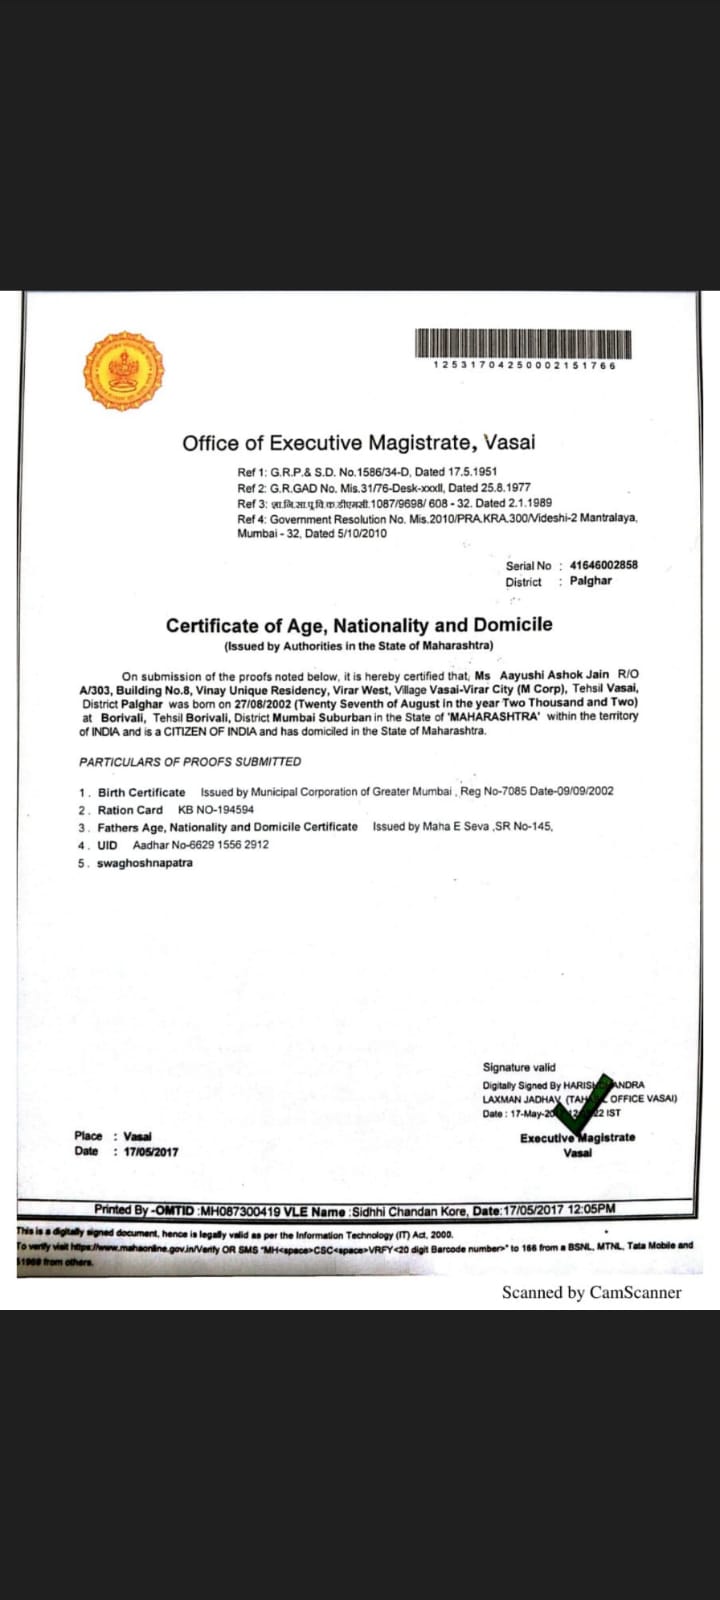 12531704250002151766
Office of Executive Magistrate, Vasai
Ref 1: G.R.P.& S.D. No.1586/34-D, Dated 17.5.1951
Ref 2: G.R.GAD No. Mis.31/76-Desk-xxxII, Dated 25.8.1977
Ref 3: 1087/9698/ 608 - 32. Dated 2.1.1989
Ref 4: Government Resolution No. Mis.2010/PRA.KRA.300/Videshi-2 Mantralaya,
Mumbai - 32, Dated 5/10/2010
Serial No : 41646002858
District : Palghar
Certificate of Age, Nationality and Domicile
(Issued by Authorities in the State of Maharashtra)
On submission of the proofs noted below, it is hereby certified that, Ms Aayushi Ashok Jain R/O
A/303, Building No.8, Vinay Unique Residency, Virar West, Village Vasai-Virar City (M Corp), Tehsil Vasai,
District Palghar was born on 27/08/2002 (Twenty Seventh of August in the year Two Thousand and Two)
at Borivali, Tehsil Borivali, District Mumbai Suburban in the State of 'MAHARASHTRA' within the territory
of INDIA and is a CITIZEN OF INDIA and has domiciled in the State of Maharashtra.
PARTICULARS OF PROOFS SUBMITTED
1 . Birth Certificate Issued by Municipal Corporation of Greater Mumbai , Reg No-7085 Date-09/09/2002
2 . Ration Card KB NO-194594
3 . Fathers Age, Nationality and Domicile Certificate Issued by Maha E Seva ,SR No-145,
4 . UID Aadhar No-6629 1556 2912
5 . swaghoshnapatra
Signature valid
Digitally Signed By HARISHCHANDRA
LAXMAN JADHAV OFFICE VASAI)
Date : 17-May- IST
Place : Vasai
Date : 17/05/2017
Executive Magistrate
Vasai
Printed By -OMTID :MH087300419 VLE Name :Sidhhi Chandan Kore, Date:17/05/2017 12:05PM
This is a digitally signed document, hence is legally valid as per the Information Technology (IT) Act, 2000.
To verify visit https://www.mahaonline.gov.in/Verify OR SMS "MH<space>CSC<space>VRFY<20 digit Barcode number>" to 166 from a BSNL, MTNL, Tata Mobile and
51969 from others.
Scanned by CamScanner